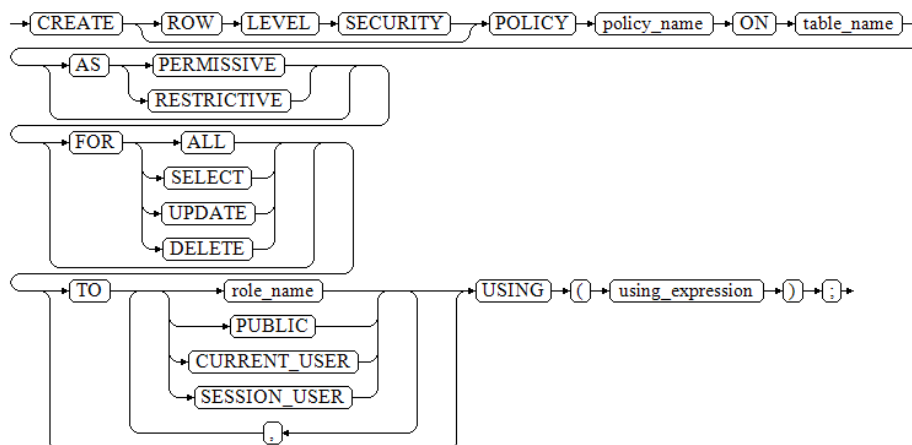 CREATE ROW LEVEL SECURITY POLICY policy_name ON table_name
AS PERMISSIVE
RESTRICTIVE
FOR ALL
SELECT
UPDATE
DELETE
TO role_name USING ( using_expression ) ;
PUBLIC
CURRENT_USER
SESSION_USER
,